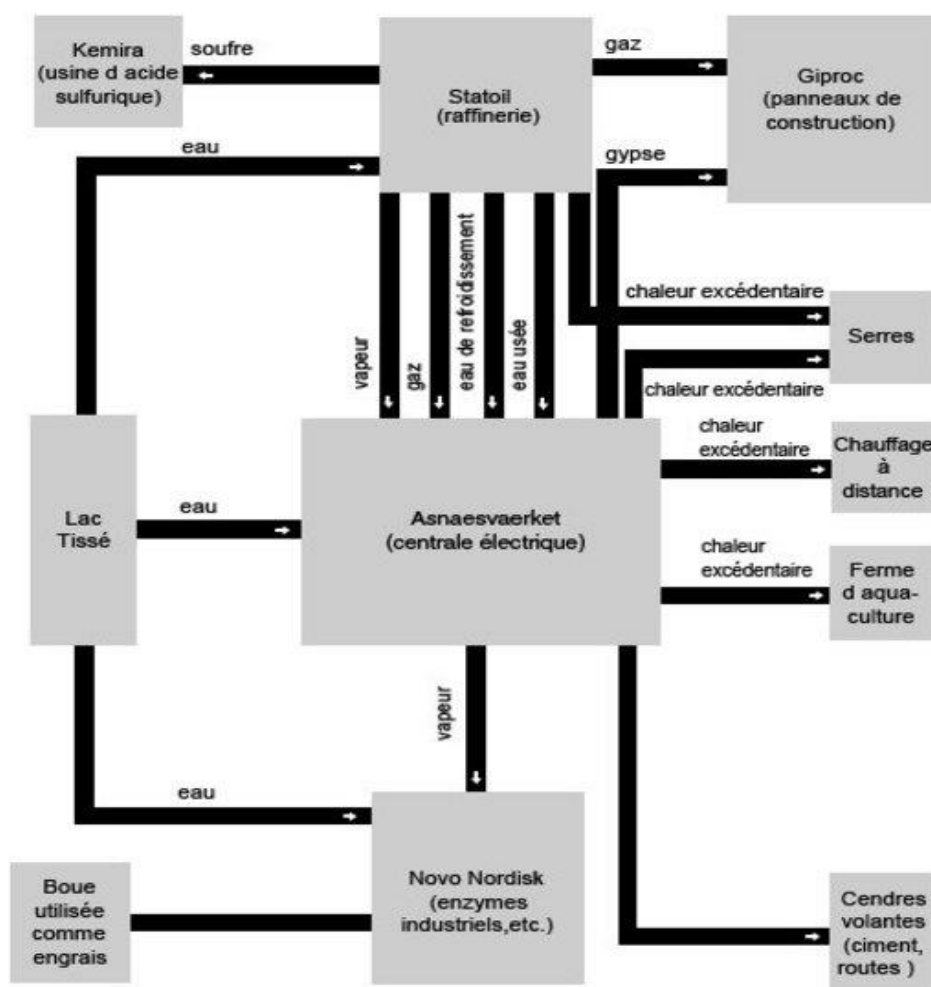 Kemira
(usine d acide
sulfurique)
soufre
Statoil
(raffinerie)
gaz
Giproc
(panneaux de
construction)
eau
gypse
vapeur
gaz
eau de refroidissement
eau usée
chaleur excédentaire
Serres
chaleur excédentaire
chaleur
excédentaire
Chauffage
à
distance
Lac
Tissé
eau
Asnaesvaerket
(centrale électrique)
chaleur
excédentaire
Ferme
d aqua-
culture
vapeur
eau
Novo Nordisk
(enzymes
industriels,etc.)
Boue
utilisée
comme
engrais
Cendres
volantes
(ciment,
routes )